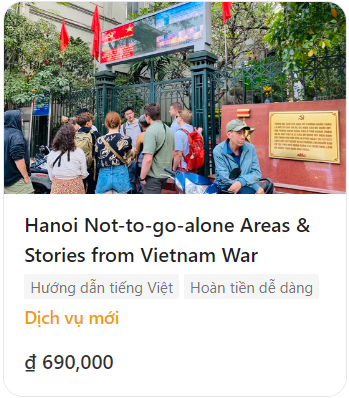 Hanoi Not-to-go-alone Areas &
Stories from Vietnam War
Hướng dẫn tiếng Việt Hoàn tiền dễ dàng
Dịch vụ mới
₫ 690,000